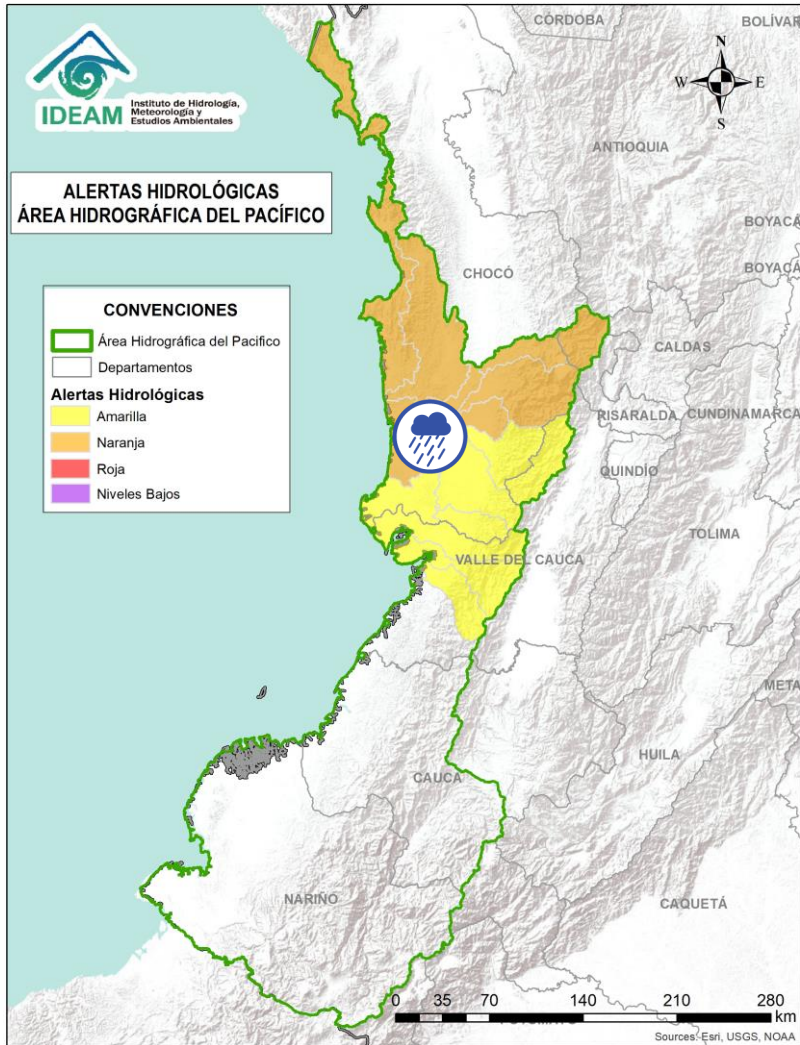 CÓRDOBA
BOLÍVAR
N
W
E
S
IDEAM
Instituto de Hidrología,
Meteorología y
Estudios Ambientales
ANTIOQUIA
ALERTAS HIDROLÓGICAS
ÁREA HIDROGRÁFICA DEL PACÍFICO
BOYACÁ
BOYACÁ
CHOCÓ
CONVENCIONES
Área Hidrográfica del Pacifico
Departamentos
Alertas Hidrológicas
Amarilla
Naranja
Roja
Niveles Bajos
CALDAS
RISARALDA
CUNDINAMARCA
QUINDÍO
TOLIMA
VALLE DEL CAUCA
META
HUILA
CAUCA
NARIÑO
CAQUETÁ
0 35 70 140 210 280
km
Sources: Esri, USGS, NOAA